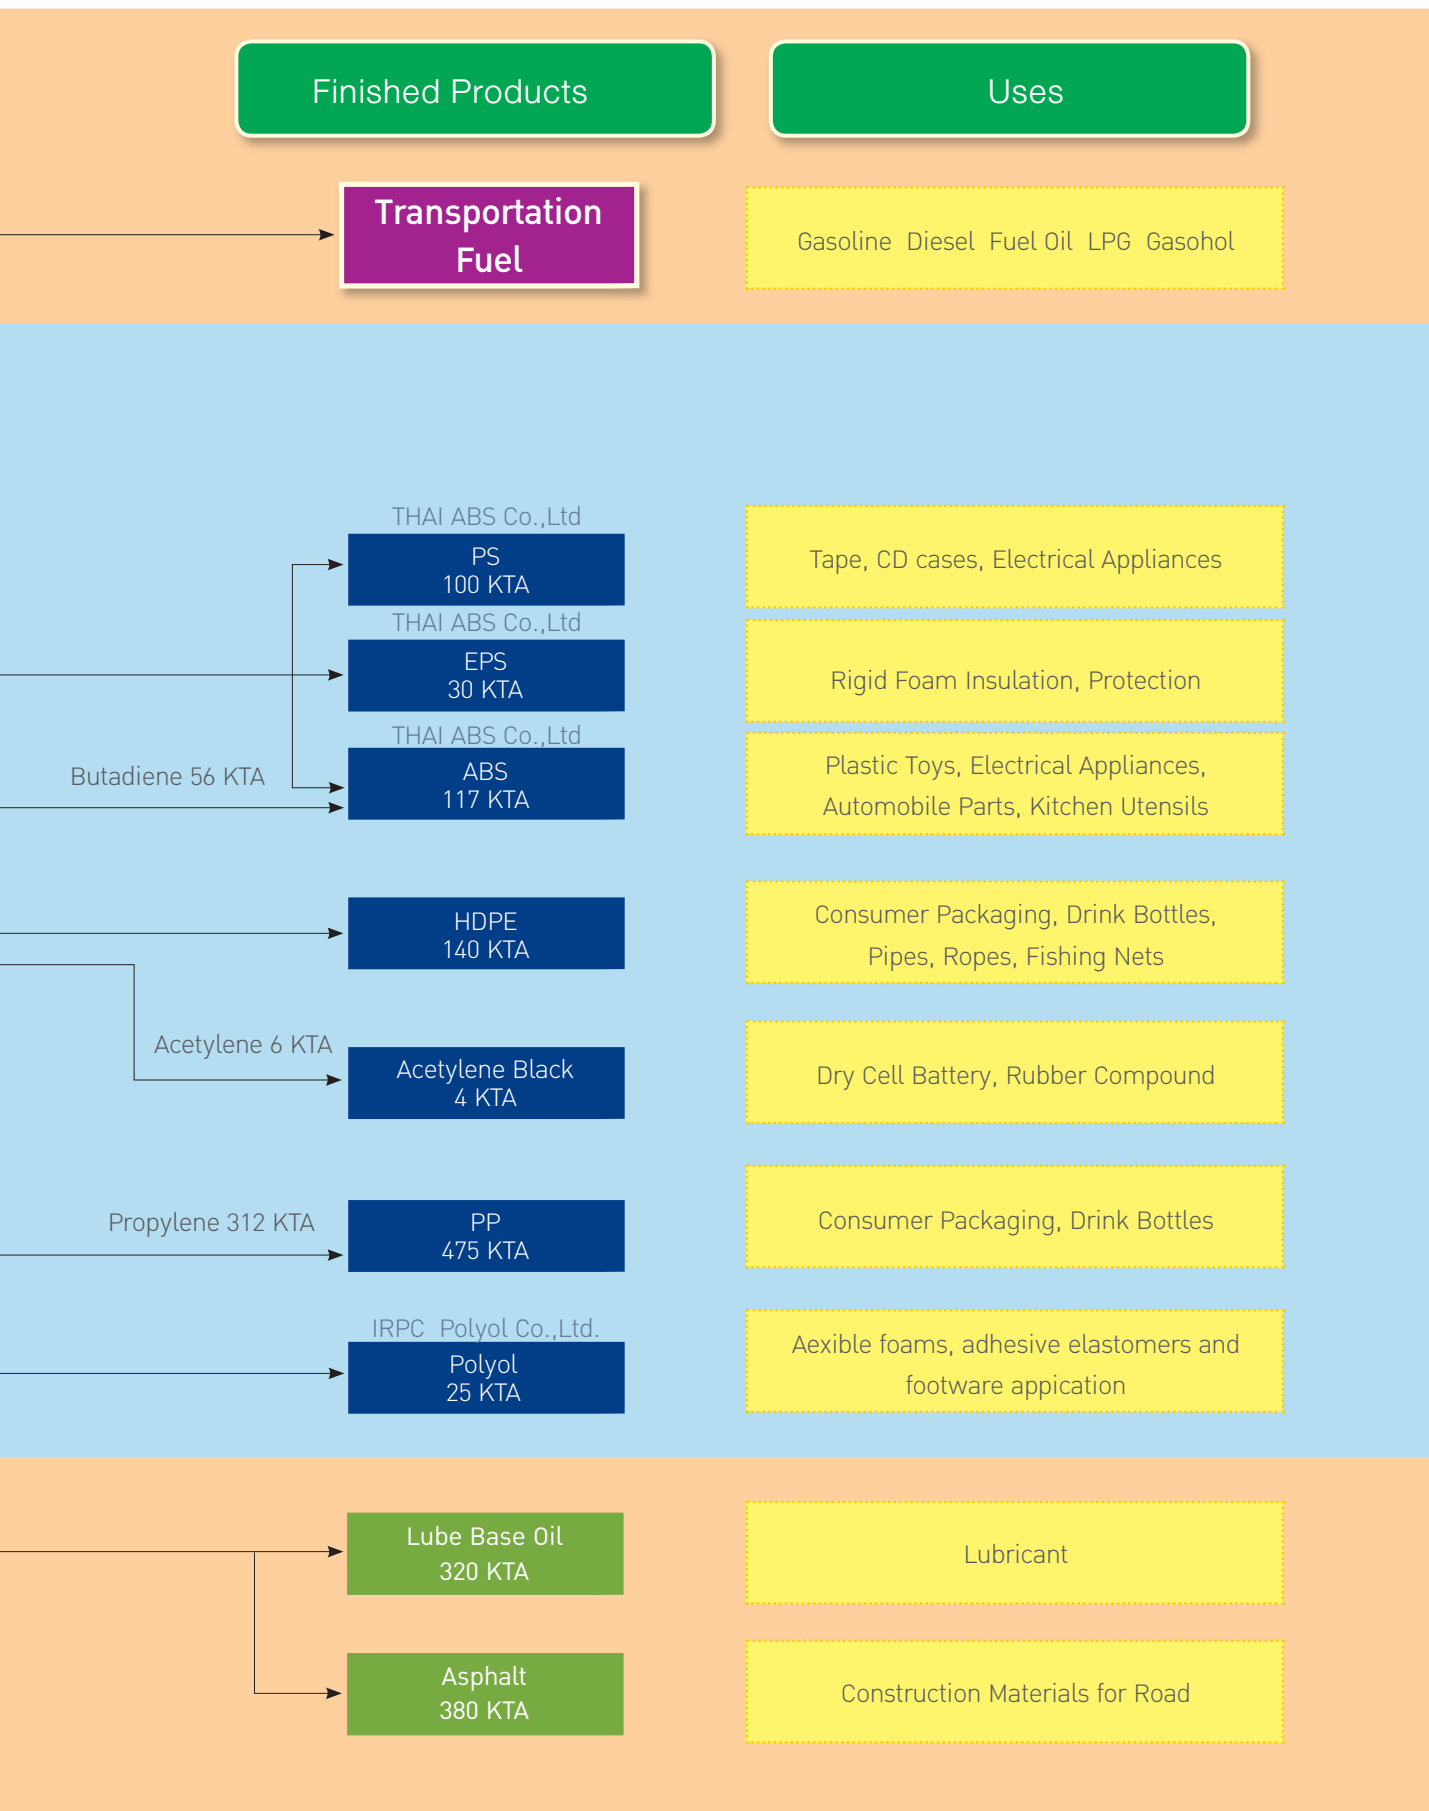 Finished Products
Uses
Transportation
Fuel
Gasoline Diesel Fuel Oil LPG Gasohol
THAI ABS Co.,Ltd
PS
100 KTA
Tape, CD cases, Electrical Appliances
THAI ABS Co.,Ltd
EPS
30 KTA
Rigid Foam Insulation, Protection
THAI ABS Co.,Ltd
Butadiene 56 KTA
ABS
117 KTA
Plastic Toys, Electrical Appliances,
Automobile Parts, Kitchen Utensils
HDPE
140 KTA
Consumer Packaging, Drink Bottles,
Pipes, Ropes, Fishing Nets
Acetylene 6 KTA
Acetylene Black
4 KTA
Dry Cell Battery, Rubber Compound
Propylene 312 KTA
PP
475 KTA
Consumer Packaging, Drink Bottles
IRPC Polyol Co.,Ltd.
Polyol
25 KTA
Aexible foams, adhesive elastomers and
footware appication
Lube Base Oil
320 KTA
Lubricant
Asphalt
380 KTA
Construction Materials for Road